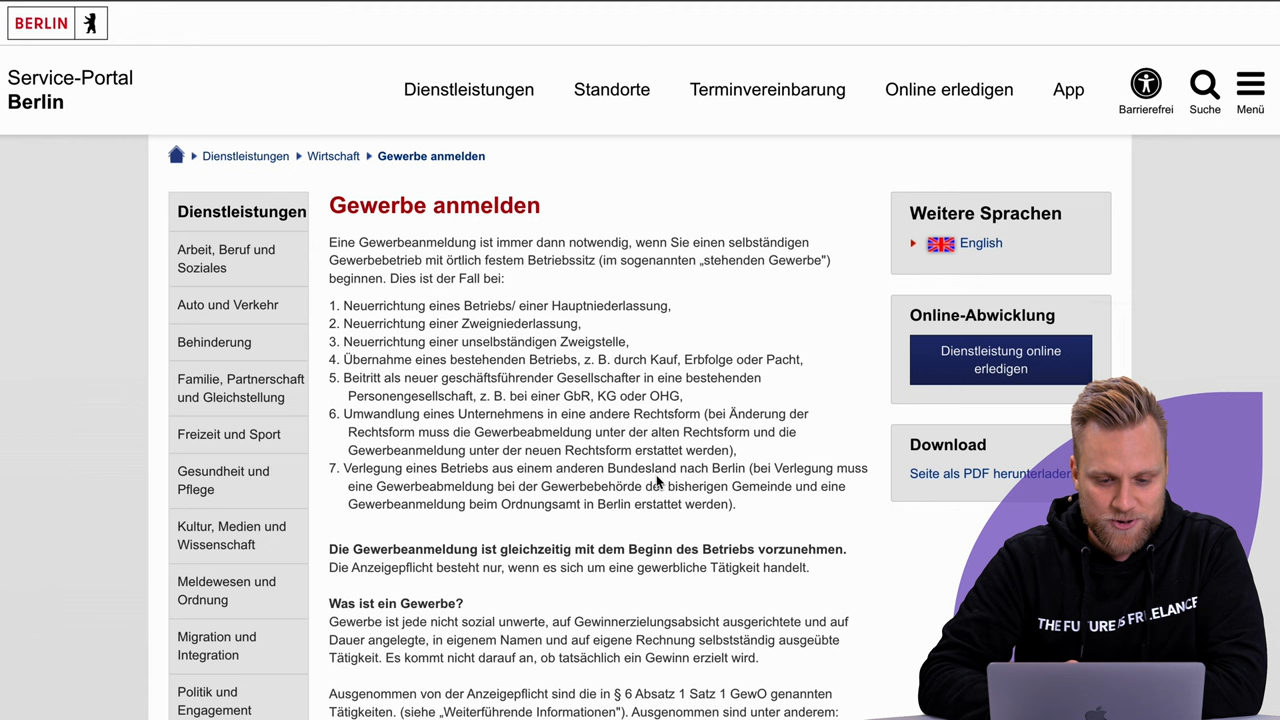 BERLIN
Service-Portal
Berlin
Dienstleistungen
Standorte
Terminvereinbarung
Online erledigen
App
Barrierefrei
Suche
Menü
Dienstleistungen
Wirtschaft
Gewerbe anmelden
Dienstleistungen
Arbeit, Beruf und
Soziales
Auto und Verkehr
Behinderung
Familie, Partnerschaft
und Gleichstellung
Freizeit und Sport
Gesundheit und
Pflege
Kultur, Medien und
Wissenschaft
Meldewesen und
Ordnung
Migration und
Integration
Politik und
Engagement
Gewerbe anmelden
Eine Gewerbeanmeldung ist immer dann notwendig, wenn Sie einen selbständigen
Gewerbebetrieb mit örtlich festem Betriebssitz (im sogenannten „stehenden Gewerbe")
beginnen. Dies ist der Fall bei:
1. Neuerrichtung eines Betriebs/ einer Hauptniederlassung,
2. Neuerrichtung einer Zweigniederlassung,
3. Neuerrichtung einer unselbständigen Zweigstelle,
4. Übernahme eines bestehenden Betriebs, z. B. durch Kauf, Erbfolge oder Pacht,
5. Beitritt als neuer geschäftsführender Gesellschafter in eine bestehenden
Personengesellschaft, z. B. bei einer GbR, KG oder OHG,
6. Umwandlung eines Unternehmens in eine andere Rechtsform (bei Änderung der
Rechtsform muss die Gewerbeabmeldung unter der alten Rechtsform und die
Gewerbeanmeldung unter der neuen Rechtsform erstattet werden),
7. Verlegung eines Betriebs aus einem anderen Bundesland nach Berlin (bei Verlegung muss
eine Gewerbeabmeldung bei der Gewerbebehörde der bisherigen Gemeinde und eine
Gewerbeanmeldung beim Ordnungsamt in Berlin erstattet werden).
Die Gewerbeanmeldung ist gleichzeitig mit dem Beginn des Betriebs vorzunehmen.
Die Anzeigepflicht besteht nur, wenn es sich um eine gewerbliche Tätigkeit handelt.
Was ist ein Gewerbe?
Gewerbe ist jede nicht sozial unwerte, auf Gewinnerzielungsabsicht ausgerichtete und auf
Dauer angelegte, in eigenem Namen und auf eigene Rechnung selbstständig ausgeübte
Tätigkeit. Es kommt nicht darauf an, ob tatsächlich ein Gewinn erzielt wird.
Ausgenommen von der Anzeigepflicht sind die in § 6 Absatz 1 Satz 1 GewO genannten
Tätigkeiten. (siehe „Weiterführende Informationen"). Ausgenommen sind unter anderem:
Weitere Sprachen
English
Online-Abwicklung
Dienstleistung online
erledigen
Download
Seite als PDF herunterladen
THE FUTURE IS FREELANCE